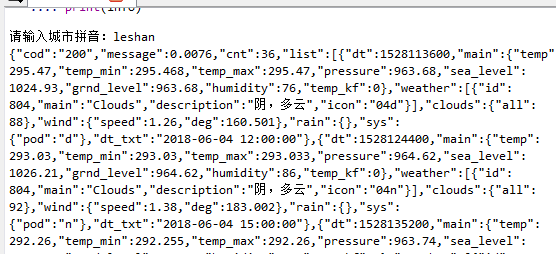 print(info)
请输入城市拼音：leshan
{"cod":"200","message":0.0076,"cnt":36,"list":[{"dt":1528113600,"main":{"temp":
295.47,"temp_min":295.468,"temp_max":295.47,"pressure":963.68,"sea_level":
1024.93,"grnd_level":963.68,"humidity":76,"temp_kf":0},"weather":[{"id":
804,"main":"Clouds","description":"阴，多云","icon":"04d"}],"clouds":{"all":
88},"wind":{"speed":1.26,"deg":160.501},"rain":{},"sys":
{"pod":"d"},"dt_txt":"2018-06-04 12:00:00"},{"dt":1528124400,"main":{"temp":
293.03,"temp_min":293.03,"temp_max":293.033,"pressure":964.62,"sea_level":
1026.21,"grnd_level":964.62,"humidity":86,"temp_kf":0},"weather":[{"id":
804,"main":"Clouds","description":"阴，多云","icon":"04n"}],"clouds":{"all":
92},"wind":{"speed":1.38,"deg":183.002},"rain":{},"sys":
{"pod":"n"},"dt_txt":"2018-06-04 15:00:00"},{"dt":1528135200,"main":{"temp":
292.26,"temp_min":292.255,"temp_max":292.26,"pressure":963.74,"sea_level":